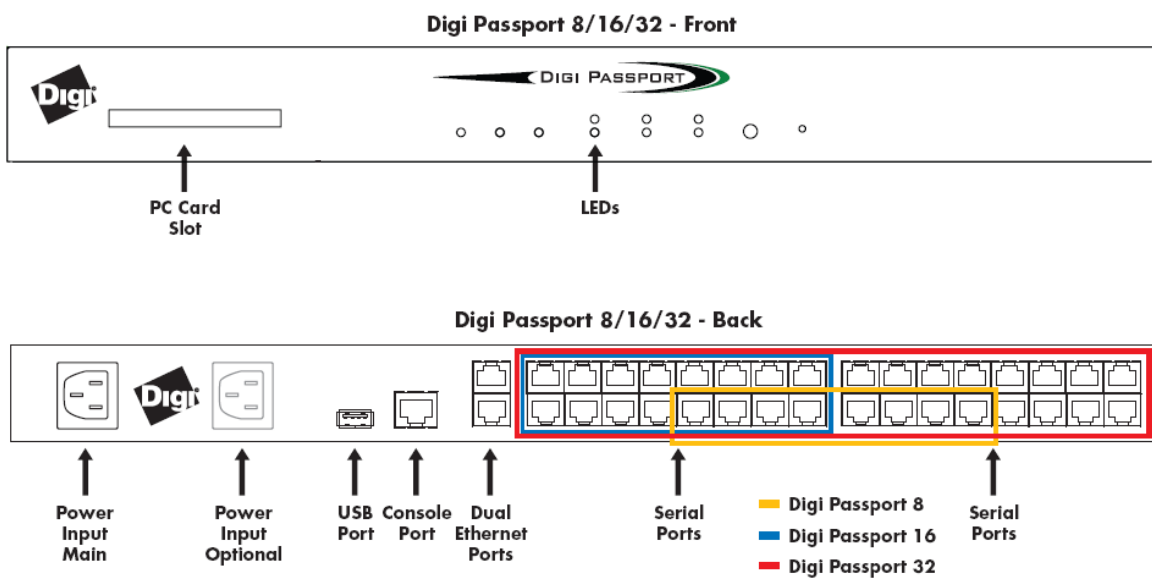 Digi Passport 8/16/32 - Front
Digi
DIGI PASSPORT
PC Card
Slot
LEDs
Digi Passport 8/16/32 - Back
Digi
Power
Input
Main
Power
Input
Optional
USB
Port
Console
Port
Dual
Ethernet
Ports
Serial
Ports
Digi Passport 8
Digi Passport 16
Digi Passport 32
Serial
Ports